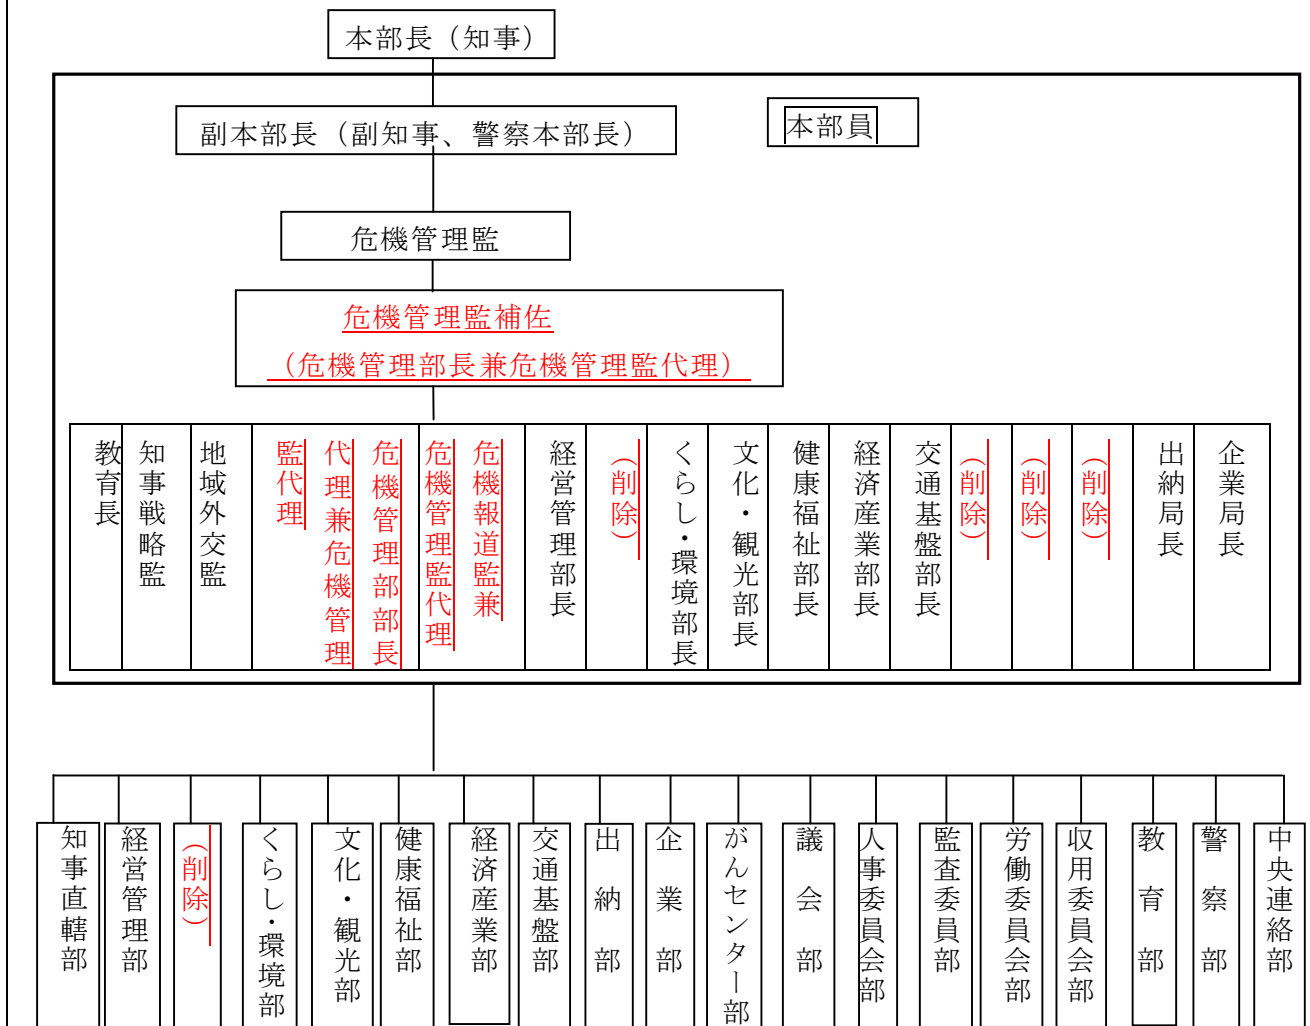 本部長（知事）
副本部長（副知事、警察本部長）
本部員
危機管理監
危機管理監補佐
（危機管理部長兼危機管理監代理）
教育長
知事戦略監
地域外交監
危機管理部部長
代理兼危機管理
監代理
危機報道監兼
危機管理監代理
経営管理部長
（削除）
くらし・環境部長
文化・観光部長
健康福祉部長
経済産業部長
交通基盤部長
（削除）
（削除）
（削除）
出納局長
企業局長
知事直轄部
経営管理部
（削除）
くらし・環境部
文化・観光部
健康福祉部
経済産業部
交通基盤部
出納部
企業部
がんセンター部
議会部
人事委員会部
監査委員部
労働委員会部
収用委員会部
教育部
警察部
中央連絡部